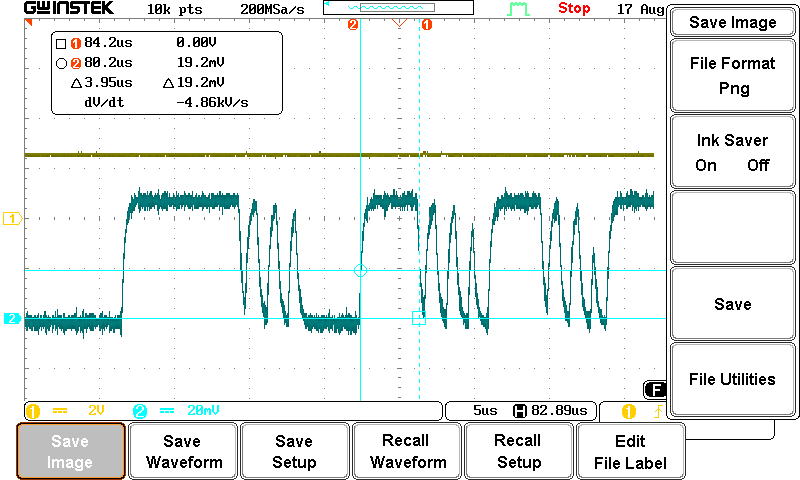 GWINSTEK 10k pts 200MSa/s Stop 17 Aug
2 1
1 84.2us 0.00V
2 80.2us 19.2mV
△3.95us △19.2mV
dV/dt -4.86kV/s
1
2
F
1 2V 2 20mV 5us H 82.89us 1
Save Image
File Format
Png
Ink Saver
On Off
Save
File Utilities
Save
Image
Save
Waveform
Save
Setup
Recall
Waveform
Recall
Setup
Edit
File Label